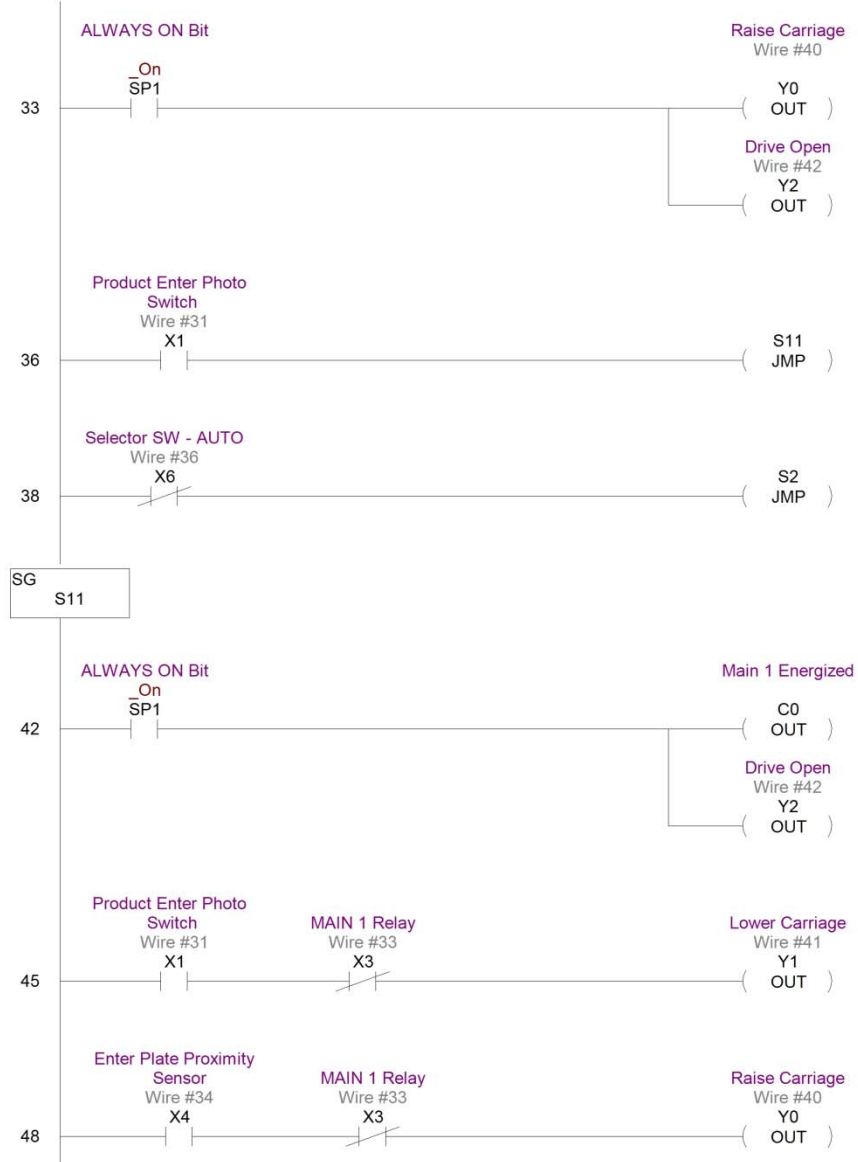 ALWAYS ON Bit
Raise Carriage
Wire #40
_On
SP1
Y0
33
( OUT )
Drive Open
Wire #42
Y2
( OUT )
Product Enter Photo
Switch
Wire #31
X1
S11
36
( JMP )
Selector SW - AUTO
Wire #36
X6
S2
38
( JMP )
SG
S11
ALWAYS ON Bit
Main 1 Energized
_On
SP1
C0
42
( OUT )
Drive Open
Wire #42
Y2
( OUT )
Product Enter Photo
Switch
Wire #31
X1
MAIN 1 Relay
Wire #33
X3
Lower Carriage
Wire #41
Y1
45
( OUT )
Enter Plate Proximity
Sensor
Wire #34
X4
MAIN 1 Relay
Wire #33
X3
Raise Carriage
Wire #40
Y0
48
( OUT )